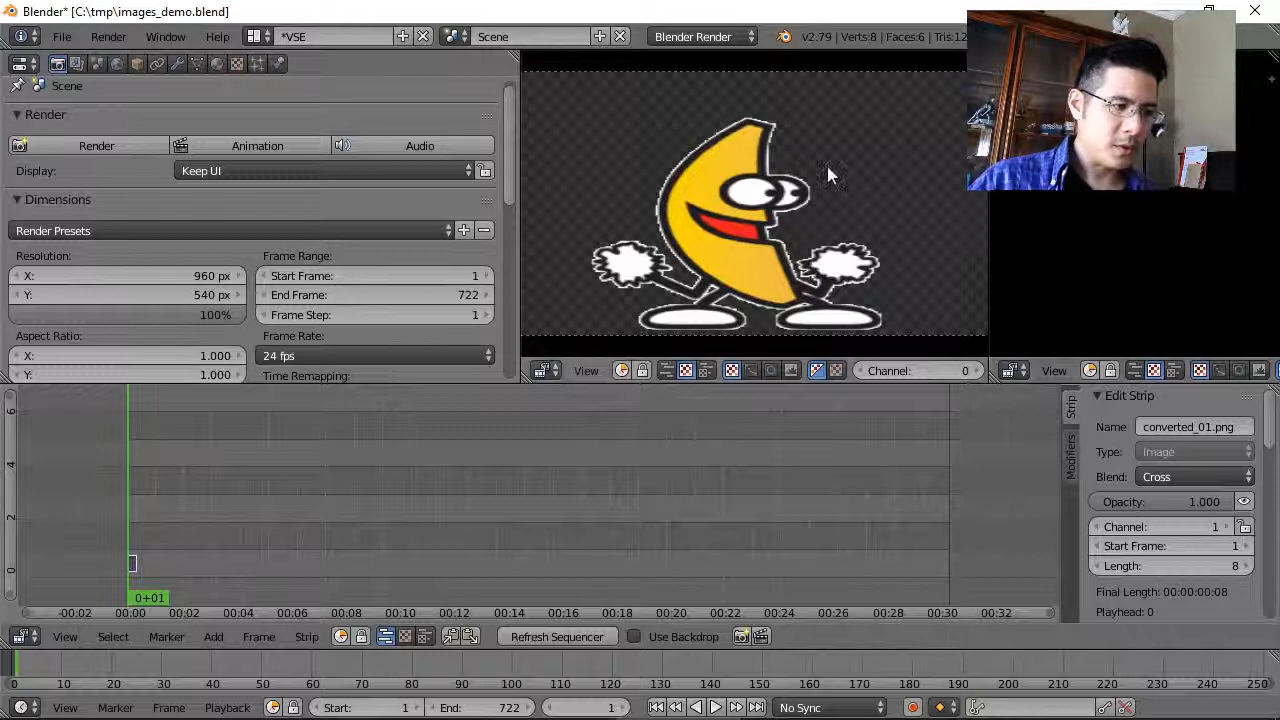 Blender* [C:\tmp\images_demo.blend]
File Render Window Help *VSE Scene Blender Render v2.79 | Verts:8 | Faces:6 | Tris:12
Scene
Render
Render Animation Audio
Display: Keep UI
Dimensions
Render Presets
Resolution: Frame Range:
X: 960 px Start Frame: 1
Y: 540 px End Frame: 722
100% Frame Step: 1
Aspect Ratio: Frame Rate:
X: 1.000 24 fps
Y: 1.000 Time Remapping:
View Channel: 0 View
Edit Strip
Strip
Modifiers
Name converted_01.png
Type: Image
Blend: Cross
Opacity: 1.000
Channel: 1
Start Frame: 1
Length: 8
Final Length: 00:00:00:08
Playhead: 0
6
4
2
0
0+01
-00:02 00:00 00:02 00:04 00:06 00:08 00:10 00:12 00:14 00:16 00:18 00:20 00:22 00:24 00:26 00:28 00:30 00:32
View Select Marker Add Frame Strip Refresh Sequencer Use Backdrop
0 10 20 30 40 50 60 70 80 90 100 110 120 130 140 150 160 170 180 190 200 210 220 230 240 250
View Marker Frame Playback Start: 1 End: 722 1 No Sync